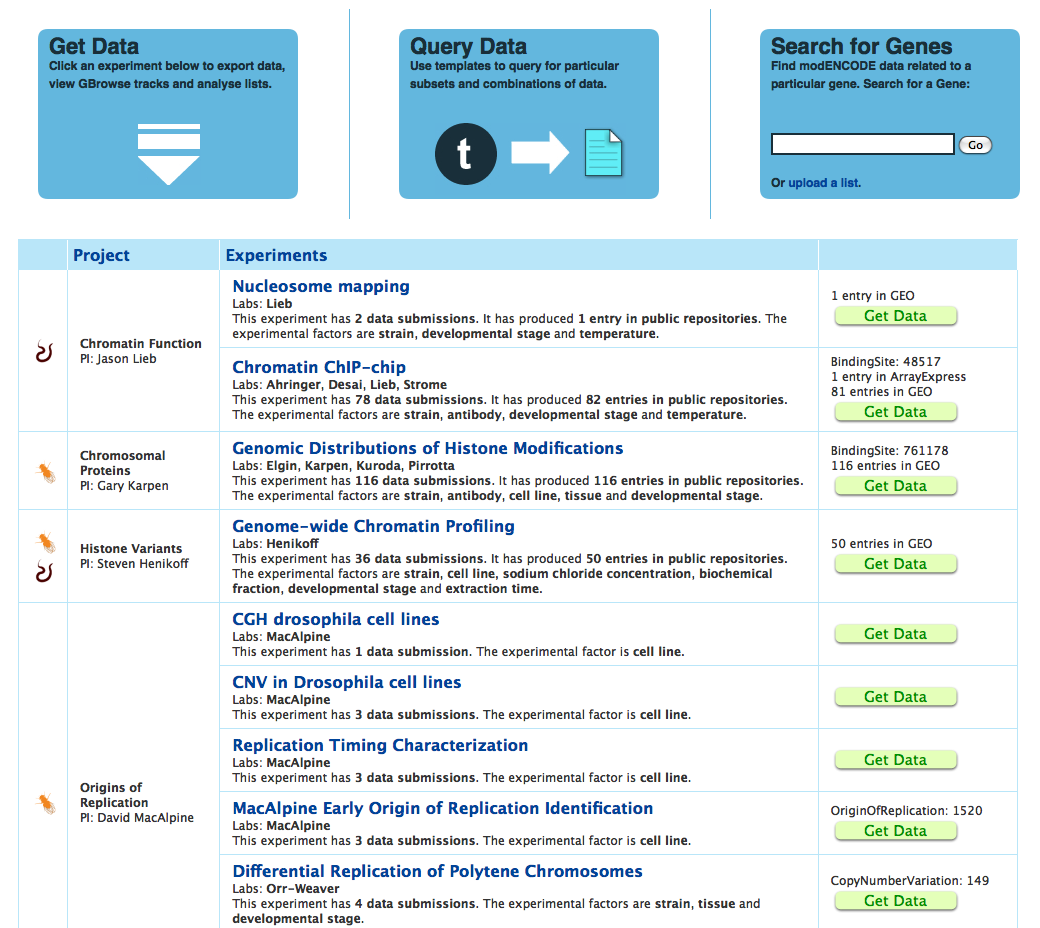 Get Data
Click an experiment below to export data,
view GBrowse tracks and analyse lists.
Query Data
Use templates to query for particular
subsets and combinations of data.
t
Search for Genes
Find modENCODE data related to a
particular gene. Search for a Gene:
Go
Or upload a list.
Project
Experiments
Chromatin Function
PI: Jason Lieb
Nucleosome mapping
Labs: Lieb
This experiment has 2 data submissions. It has produced 1 entry in public repositories. The
experimental factors are strain, developmental stage and temperature.
1 entry in GEO
Get Data
Chromatin ChIP-chip
Labs: Ahringer, Desai, Lieb, Strome
This experiment has 78 data submissions. It has produced 82 entries in public repositories.
The experimental factors are strain, antibody, developmental stage and temperature.
BindingSite: 48517
1 entry in ArrayExpress
81 entries in GEO
Get Data
Chromosomal
Proteins
PI: Gary Karpen
Genomic Distributions of Histone Modifications
Labs: Elgin, Karpen, Kuroda, Pirrotta
This experiment has 116 data submissions. It has produced 116 entries in public repositories.
The experimental factors are strain, antibody, cell line, tissue and developmental stage.
BindingSite: 761178
116 entries in GEO
Get Data
Histone Variants
PI: Steven Henikoff
Genome-wide Chromatin Profiling
Labs: Henikoff
This experiment has 36 data submissions. It has produced 50 entries in public repositories.
The experimental factors are strain, cell line, sodium chloride concentration, biochemical
fraction, developmental stage and extraction time.
50 entries in GEO
Get Data
Origins of
Replication
PI: David MacAlpine
CGH drosophila cell lines
Labs: MacAlpine
This experiment has 1 data submission. The experimental factor is cell line.
Get Data
CNV in Drosophila cell lines
Labs: MacAlpine
This experiment has 3 data submissions. The experimental factor is cell line.
Get Data
Replication Timing Characterization
Labs: MacAlpine
This experiment has 3 data submissions. The experimental factor is cell line.
Get Data
MacAlpine Early Origin of Replication Identification
Labs: MacAlpine
This experiment has 3 data submissions. The experimental factor is cell line.
OriginOfReplication: 1520
Get Data
Differential Replication of Polytene Chromosomes
Labs: Orr-Weaver
This experiment has 4 data submissions. The experimental factors are strain, tissue and
developmental stage.
CopyNumberVariation: 149
Get Data